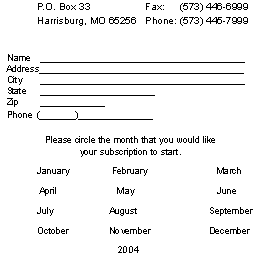 P.O. Box 33 Fax: (573) 446-6999
Harrisburg, MO 65256 Phone: (573) 445-7999
Name
Address
City
State
Zip
Phone ( )
Please circle the month that you would like
your subscription to start.
January February March
April May June
July August September
October November December
2004